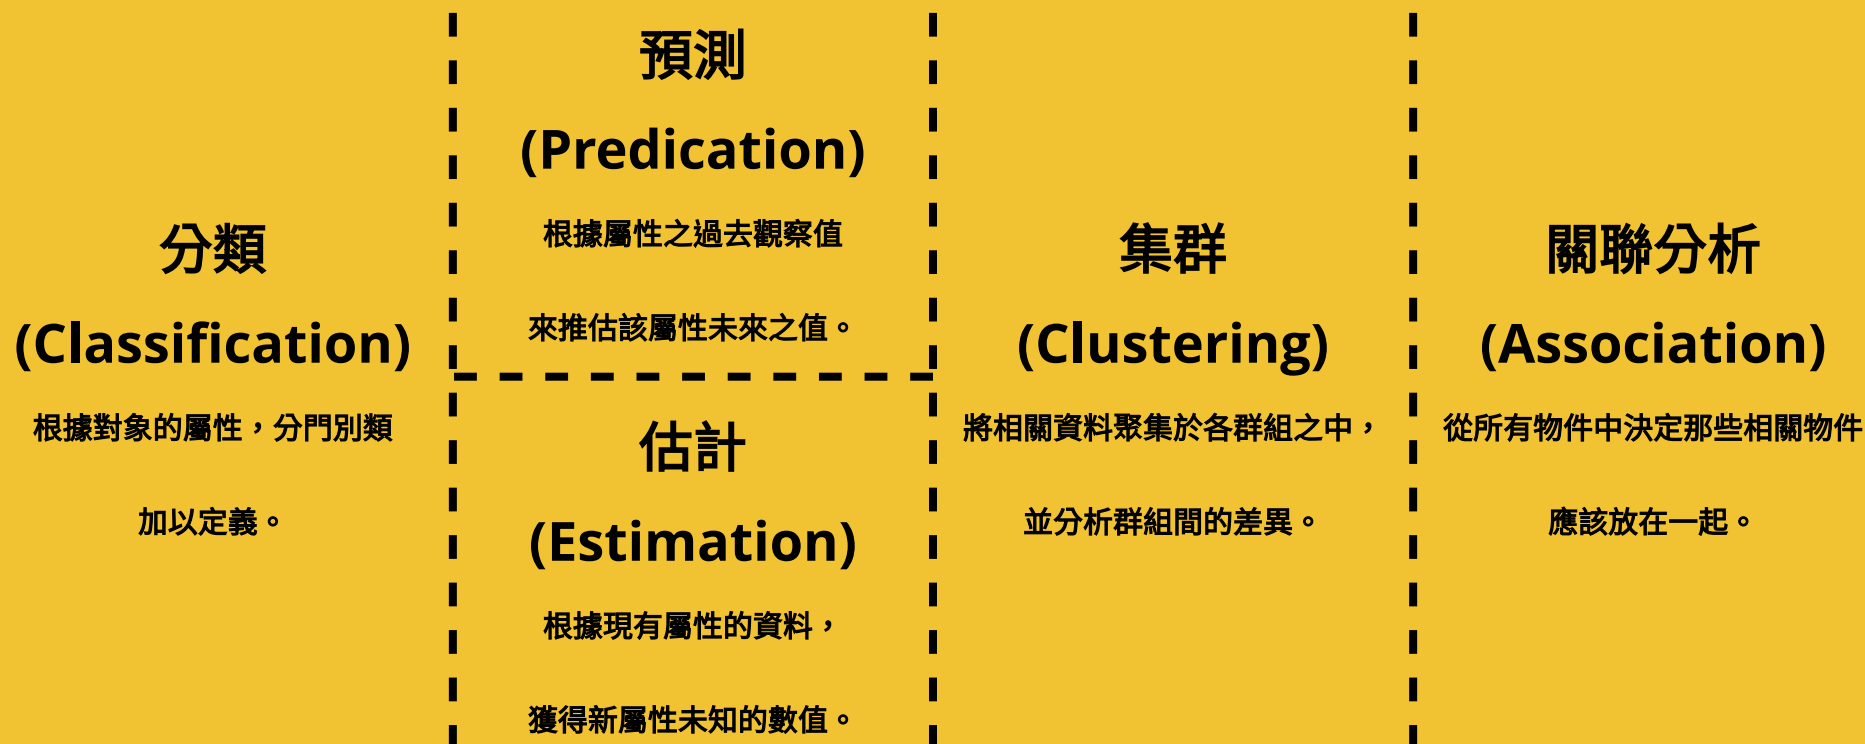 分類
(Classification)
根據對象的屬性，分門別類
加以定義。
預測
(Predication)
根據屬性之過去觀察值
來推估該屬性未來之值。
估計
(Estimation)
根據現有屬性的資料，
獲得新屬性未知的數值。
集群
(Clustering)
將相關資料聚集於各群組之中，
並分析群組間的差異。
關聯分析
(Association)
從所有物件中決定那些相關物件
應該放在一起。